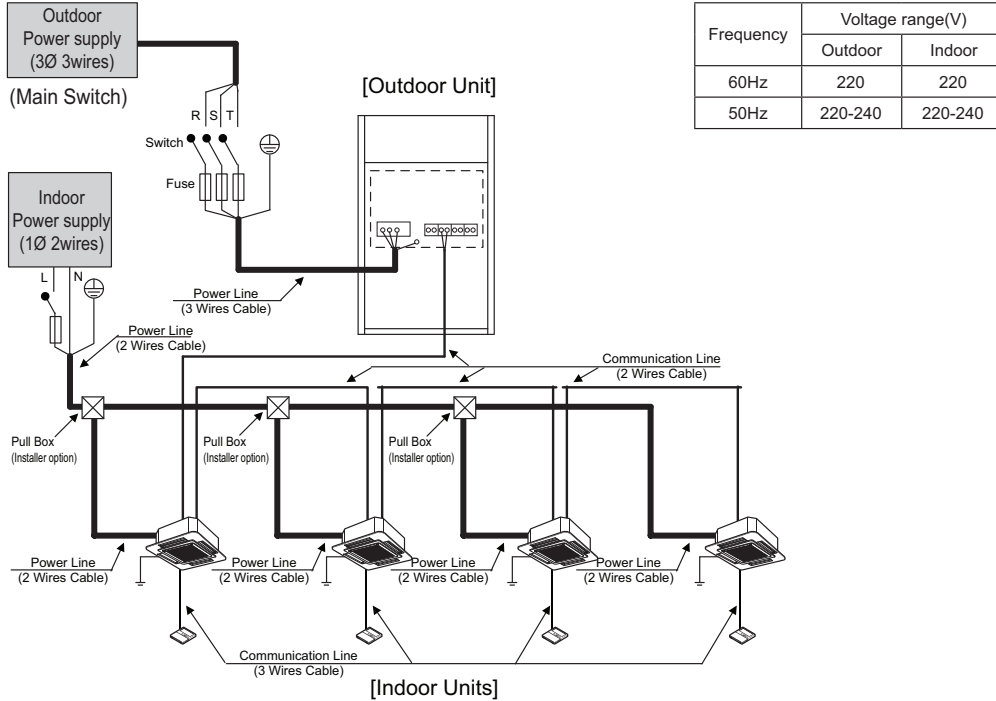 Outdoor
Power supply
(3Ø 3wires)
(Main Switch)
R S T
Switch
Fuse
[Outdoor Unit]
Frequency
Voltage range(V)
Outdoor
Indoor
60Hz
220
220
50Hz
220-240
220-240
Indoor
Power supply
(1Ø 2wires)
L
N
Power Line
(3 Wires Cable)
Power Line
(2 Wires Cable)
Communication Line
(2 Wires Cable)
Pull Box
(Installer option)
Pull Box
(Installer option)
Pull Box
(Installer option)
Power Line
(2 Wires Cable)
Power Line
(2 Wires Cable)
Power Line
(2 Wires Cable)
Power Line
(2 Wires Cable)
Communication Line
(3 Wires Cable)
[Indoor Units]